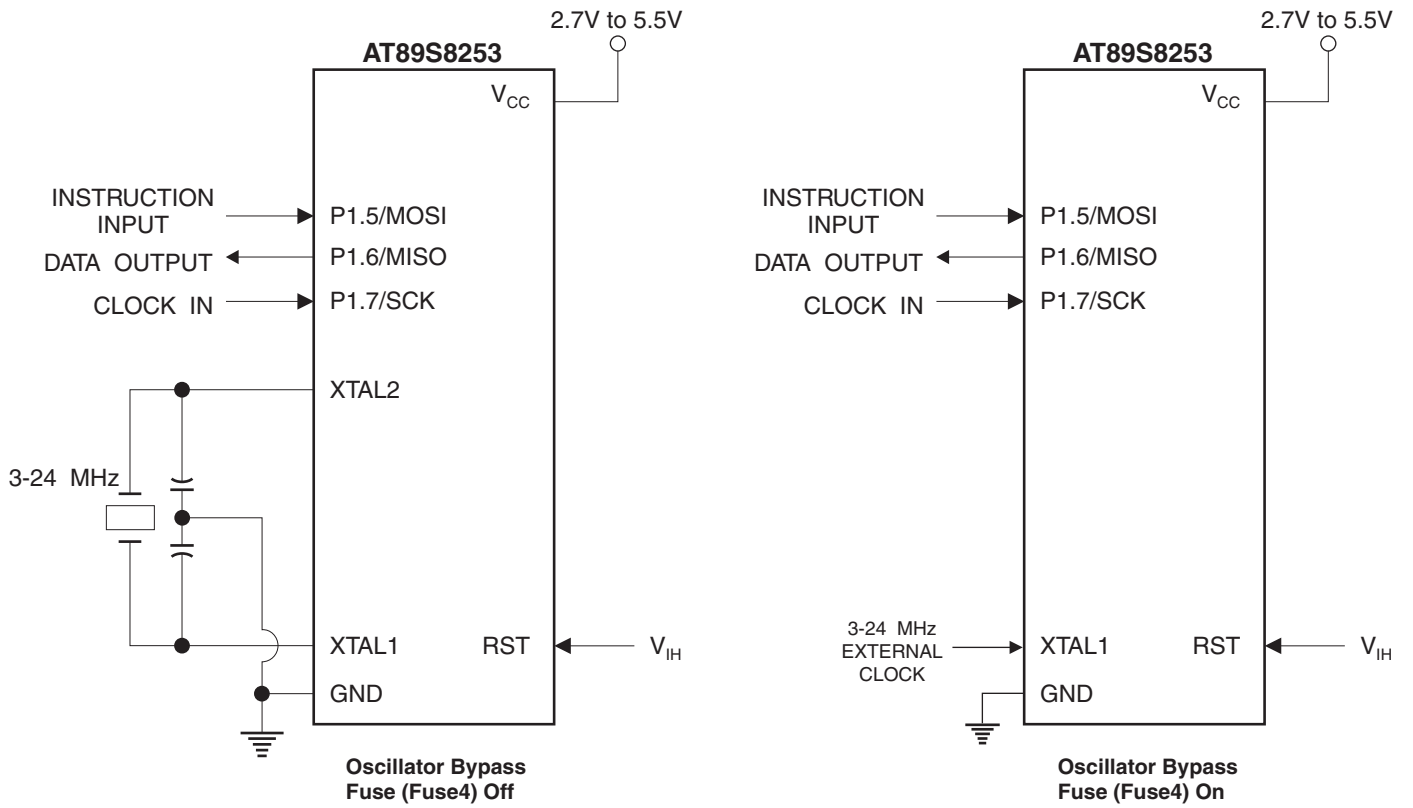 2.7V to 5.5V
AT89S8253
VCC
INSTRUCTION
INPUT
P1.5/MOSI
DATA OUTPUT
P1.6/MISO
CLOCK IN
P1.7/SCK
XTAL2
3-24 MHz
XTAL1
RST
VIH
GND
Oscillator Bypass
Fuse (Fuse4) Off
2.7V to 5.5V
AT89S8253
VCC
INSTRUCTION
INPUT
P1.5/MOSI
DATA OUTPUT
P1.6/MISO
CLOCK IN
P1.7/SCK
3-24 MHz
EXTERNAL
CLOCK
XTAL1
RST
VIH
GND
Oscillator Bypass
Fuse (Fuse4) On